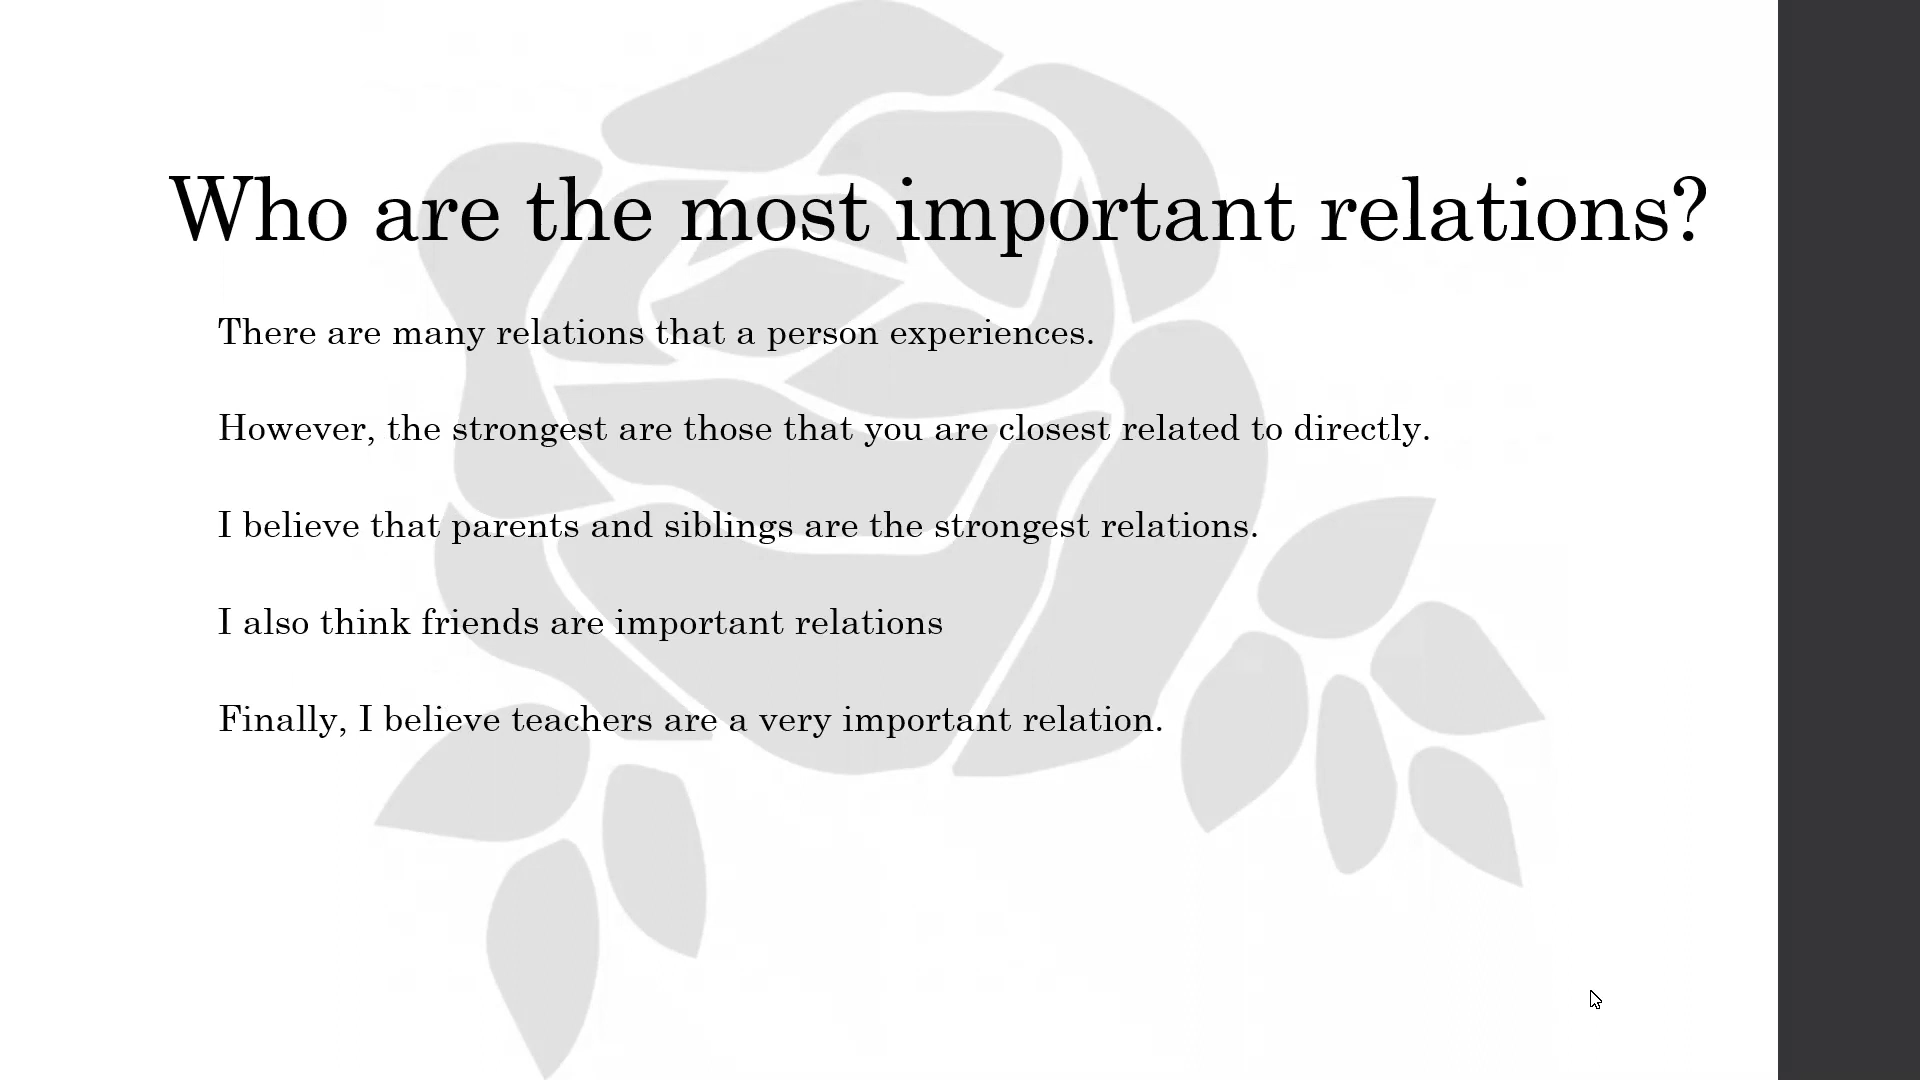 Who are the most important relations?
There are many relations that a person experiences.
However, the strongest are those that you are closest related to directly.
I believe that parents and siblings are the strongest relations.
I also think friends are important relations
Finally, I believe teachers are a very important relation.